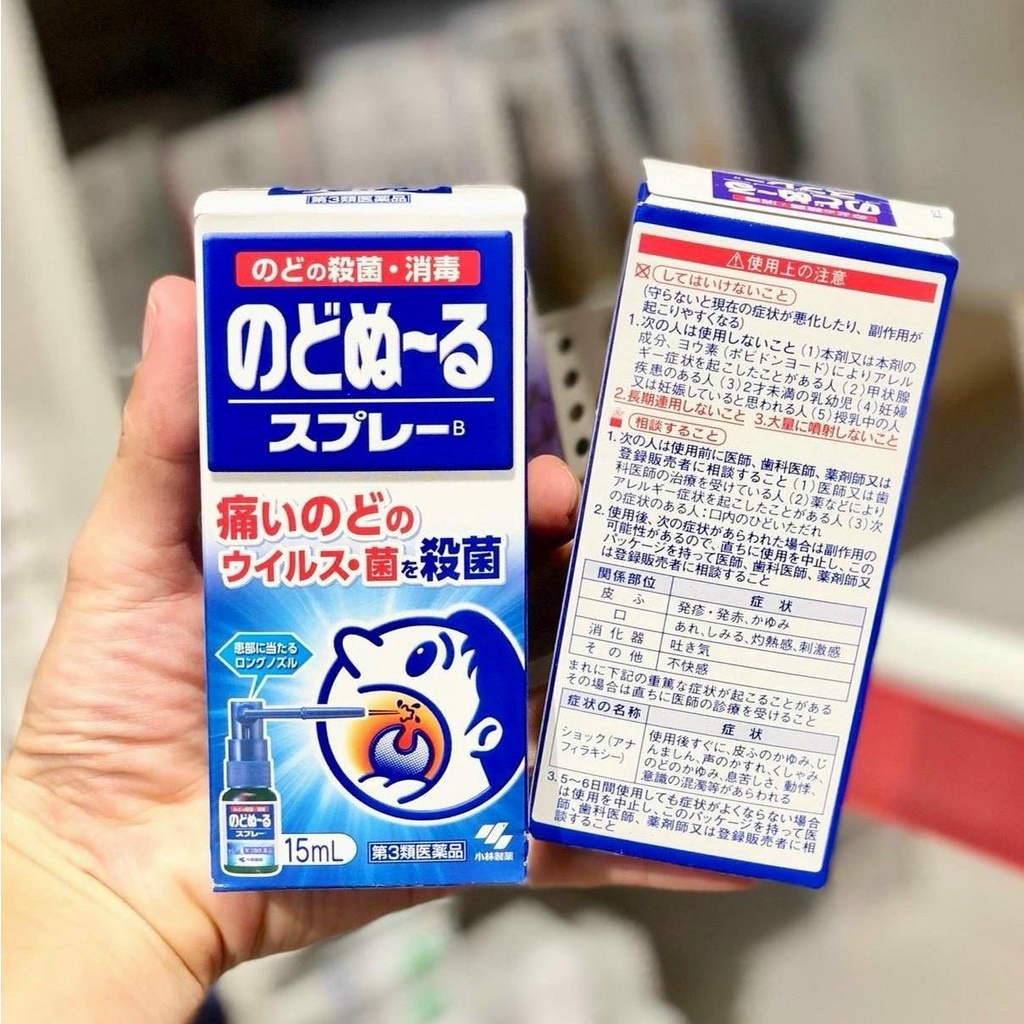 第3類医薬品
のどの殺菌・消毒
のどぬ～る
スプレーB
痛いのどの
ウイルス・菌を殺菌
患部に当たる
ロングノズル
のどぬ～る
スプレー
15mL
第3類医薬品
小林製薬
⚠使用上の注意
してはいけないこと
(守らないと現在の症状が悪化したり、副作用が
起こりやすくなる)
1.次の人は使用しないこと (1)本剤又は本剤の
成分、ヨウ素(ポビドンヨード)によりアレル
ギー症状を起こしたことがある人 (2)甲状腺
疾患のある人 (3)2才未満の乳幼児 (4)妊婦
又は妊娠していると思われる人 (5)授乳中の人
2.長期連用しないこと 3.大量に噴射しないこと
相談すること
1.次の人は使用前に医師、歯科医師、薬剤師又は
登録販売者に相談すること (1)医師又は歯
科医師の治療を受けている人 (2)薬などにより
アレルギー症状を起こしたことがある人 (3)次
の症状のある人:口内のひどいただれ
2.使用後、次の症状があらわれた場合は副作用の
可能性があるので、直ちに使用を中止し、この
パッケージを持って医師、歯科医師、薬剤師又
は登録販売者に相談すること
関係部位 症状
皮ふ 発疹・発赤、かゆみ
口 あれ、しみる、灼熱感、刺激感
消化器 吐き気
その他 不快感
まれに下記の重篤な症状が起こることがある
その場合は直ちに医師の診療を受けること
症状の名称 症状
ショック(アナ
フィラキシー)
使用後すぐに、皮ふのかゆみ、じ
んましん、声のかすれ、くしゃみ、
のどのかゆみ、息苦しさ、動悸、
意識の混濁等があらわれる
3.5〜6日間使用しても症状がよくならない場合
は使用を中止し、このパッケージを持って医
師、歯科医師、薬剤師又は登録販売者に相
談すること